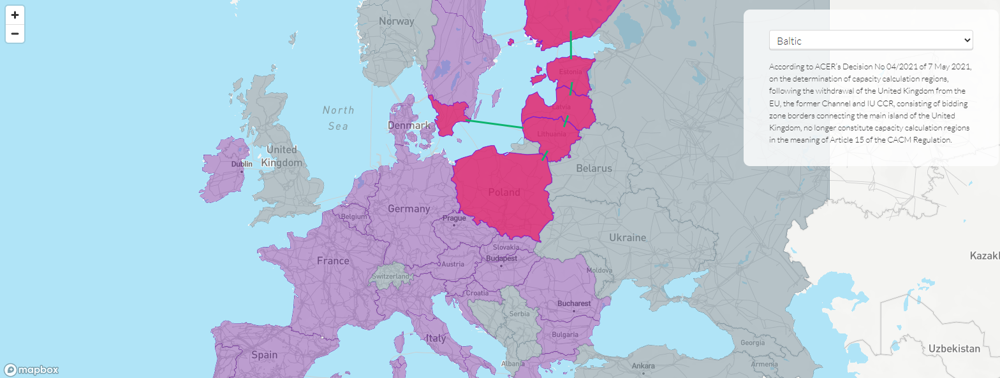 +
−
Norway
Baltic
According to ACER's Decision No 04/2021 of 7 May 2021,
on the determination of capacity calculation regions,
following the withdrawal of the United Kingdom from the
EU, the former Channel and IU CCR, consisting of bidding
zone borders connecting the main island of the United
Kingdom, no longer constitute capacity calculation regions
in the meaning of Article 15 of the CACM Regulation.
Estonia
Latvia
North
Sea
Denmark
Lithuania
United
Kingdom
Dublin
Belarus
Poland
Germany
Belgium
Prague
Ukraine
Slovakia
Kazakh
France
Austria
Budapest
Switzerland
Moldova
Croatia
Bucharest
Serbia
Bulgaria
Italy
Spain
Georgia
Uzbekistan
Albania
Ankara
Armenia
mapbox